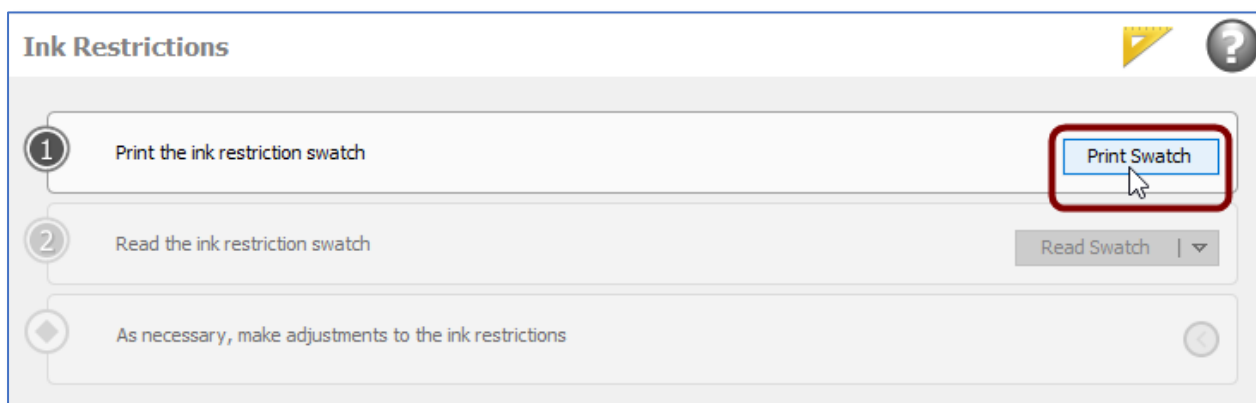 Ink Restrictions
?
1
Print the ink restriction swatch
Print Swatch
2
Read the ink restriction swatch
Read Swatch |
As necessary, make adjustments to the ink restrictions